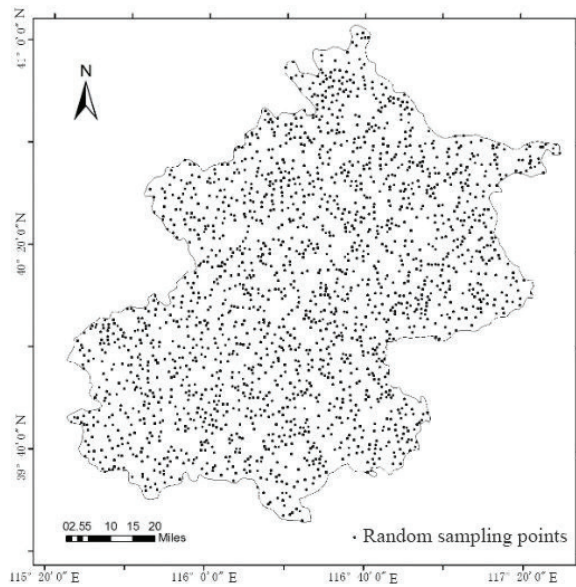 41° 0' 0" N
N
40° 20' 0" N
39° 40' 0" N
02.55 10 15 20
Miles
Random sampling points
115° 20' 0" E 116° 0' 0" E 116° 10' 0" E 117° 20' 0" E